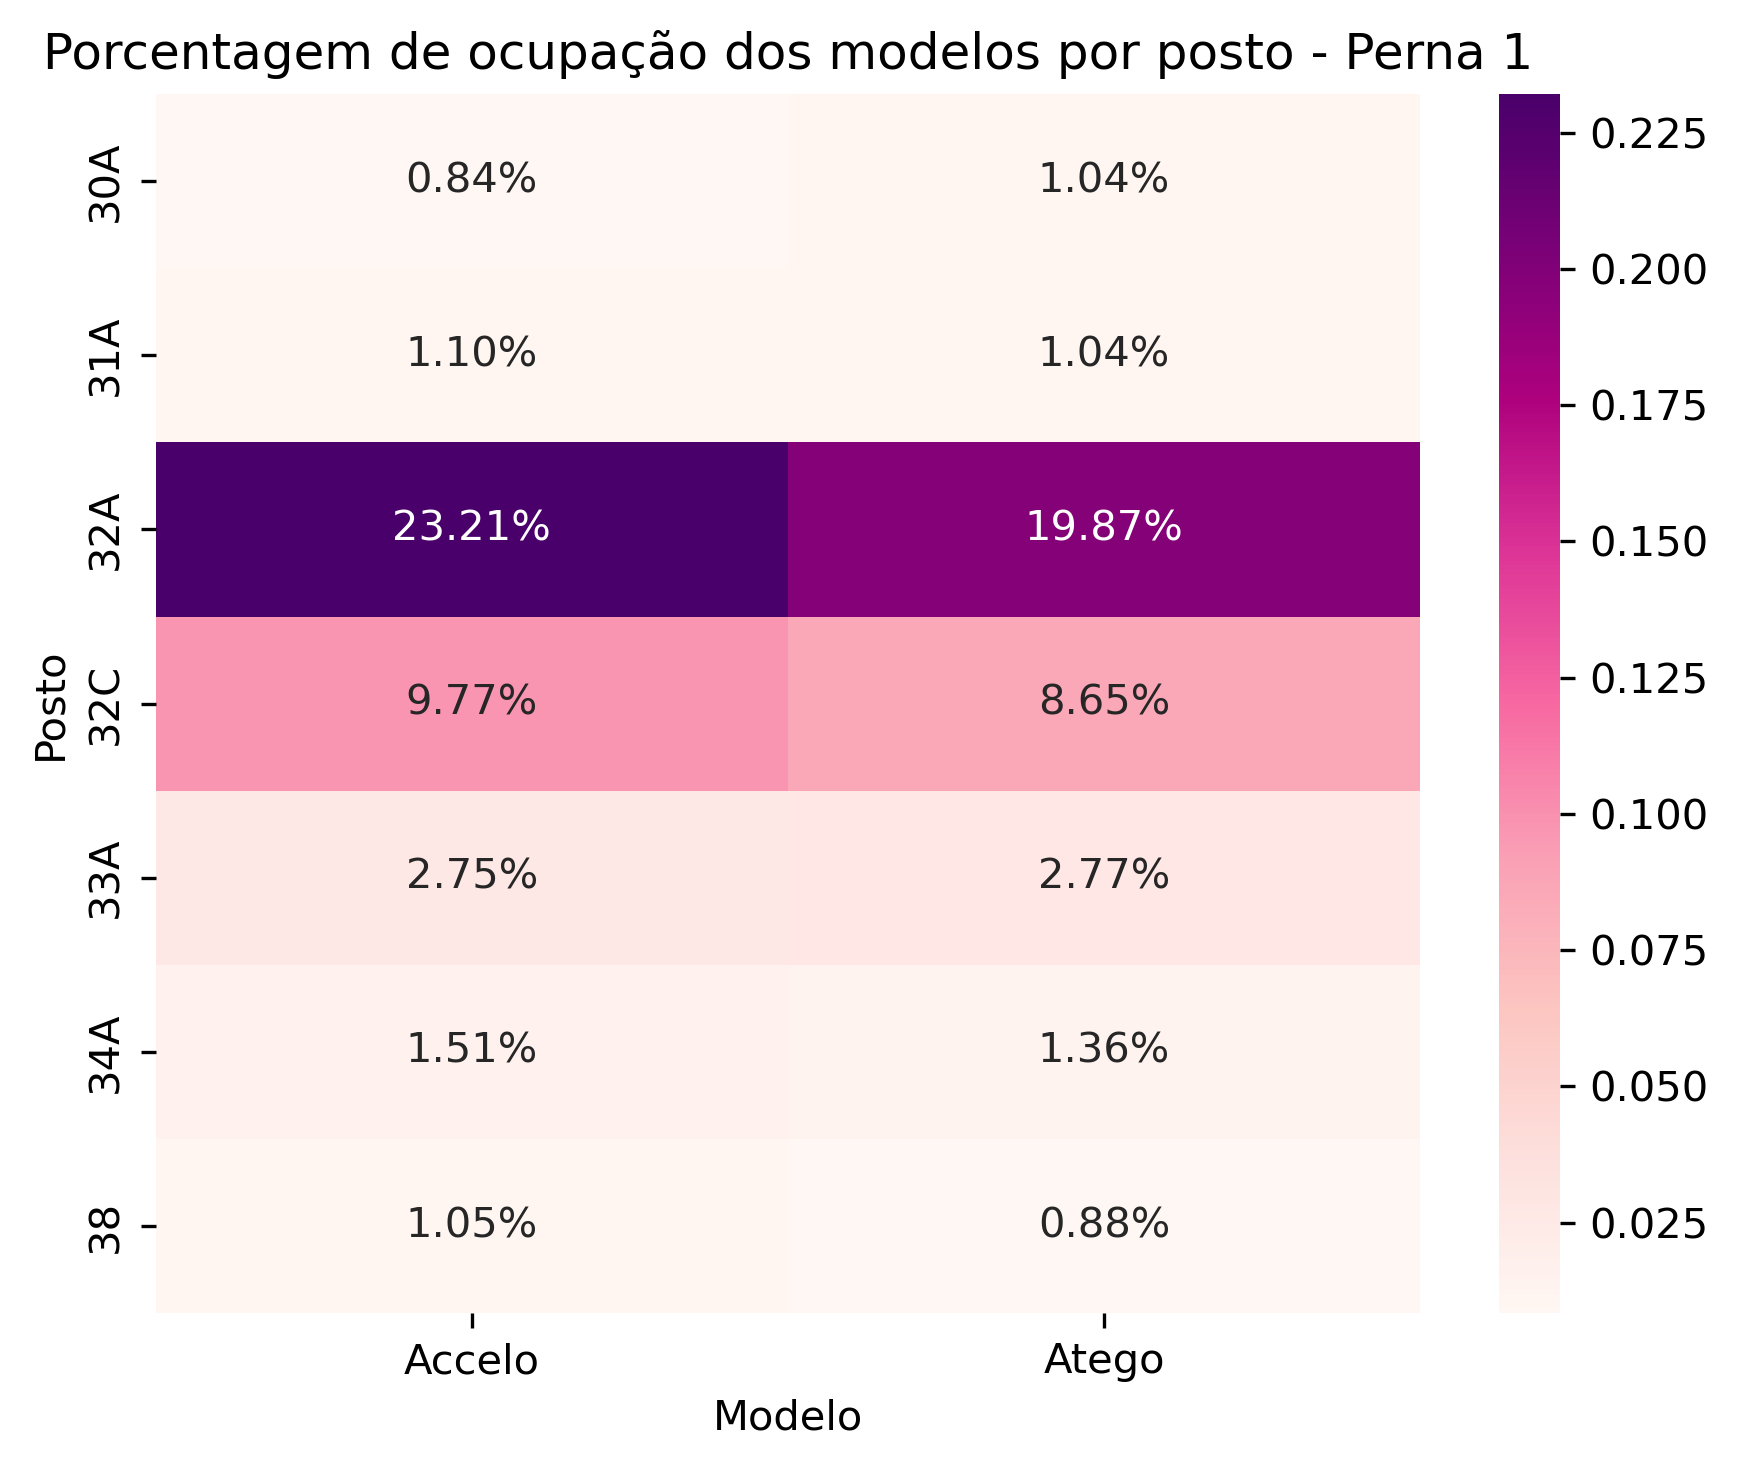 Porcentagem de ocupação dos modelos por posto - Perna 1
Posto
30A 0.84% 1.04%
31A 1.10% 1.04%
32A 23.21% 19.87%
32C 9.77% 8.65%
33A 2.75% 2.77%
34A 1.51% 1.36%
38 1.05% 0.88%
Accelo Atego
Modelo
0.225
0.200
0.175
0.150
0.125
0.100
0.075
0.050
0.025